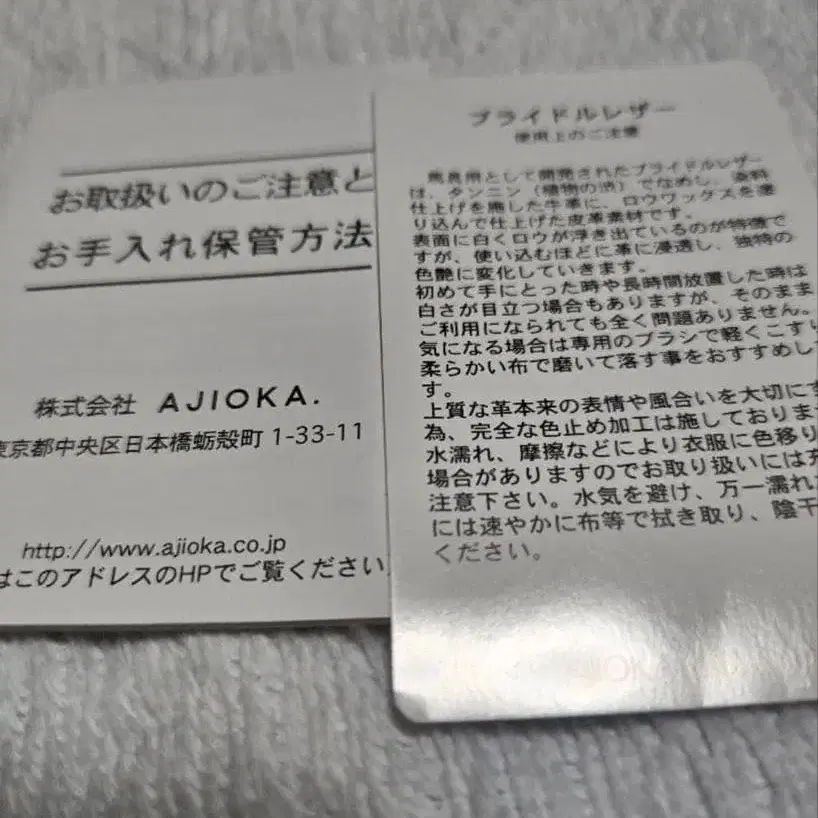 お取扱いのご注意と
お手入れ保管方法
株式会社 AJIOKA.
東京都中央区日本橋蛎殻町 1-33-11
http://www.ajioka.co.jp
はこのアドレスのHPでご覧ください
ブライドルレザー
使用上のご注意
馬具用として開発されたブライドルレザー
は、タンニン（植物の渋）でなめし、染料
仕上げを施した牛革に、ロウワックスを塗
り込んで仕上げた皮革素材です。
表面に白くロウが浮き出ているのが特徴で
すが、使い込むほどに革に浸透し、独特の
色艶に変化していきます。
初めて手にとった時や長時間放置した時は
白さが目立つ場合もありますが、そのまま
ご利用になられても全く問題ありません。
気になる場合は専用のブラシで軽くこすり
柔らかい布で磨いて落す事をおすすめし
す。
上質な革本来の表情や風合いを大切にす
為、完全な色止め加工は施しておりま
水濡れ、摩擦などにより衣服に色移り
場合がありますのでお取り扱いには充
注意下さい。水気を避け、万一濡れ
には速やかに布等で拭き取り、陰干
ください。